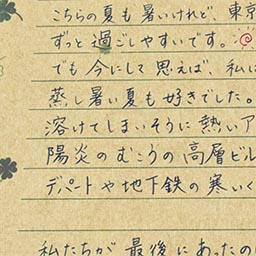 こちらの夏も暑いけれど、東京
ずっと過ごしやすいです。
でも今にして思えば、私は
蒸し暑い夏も好きでした。
溶けてしまいそうに熱いア
陽炎のむこうの高層ビル
デパートや地下鉄の寒いく
私たちが最後にあったの